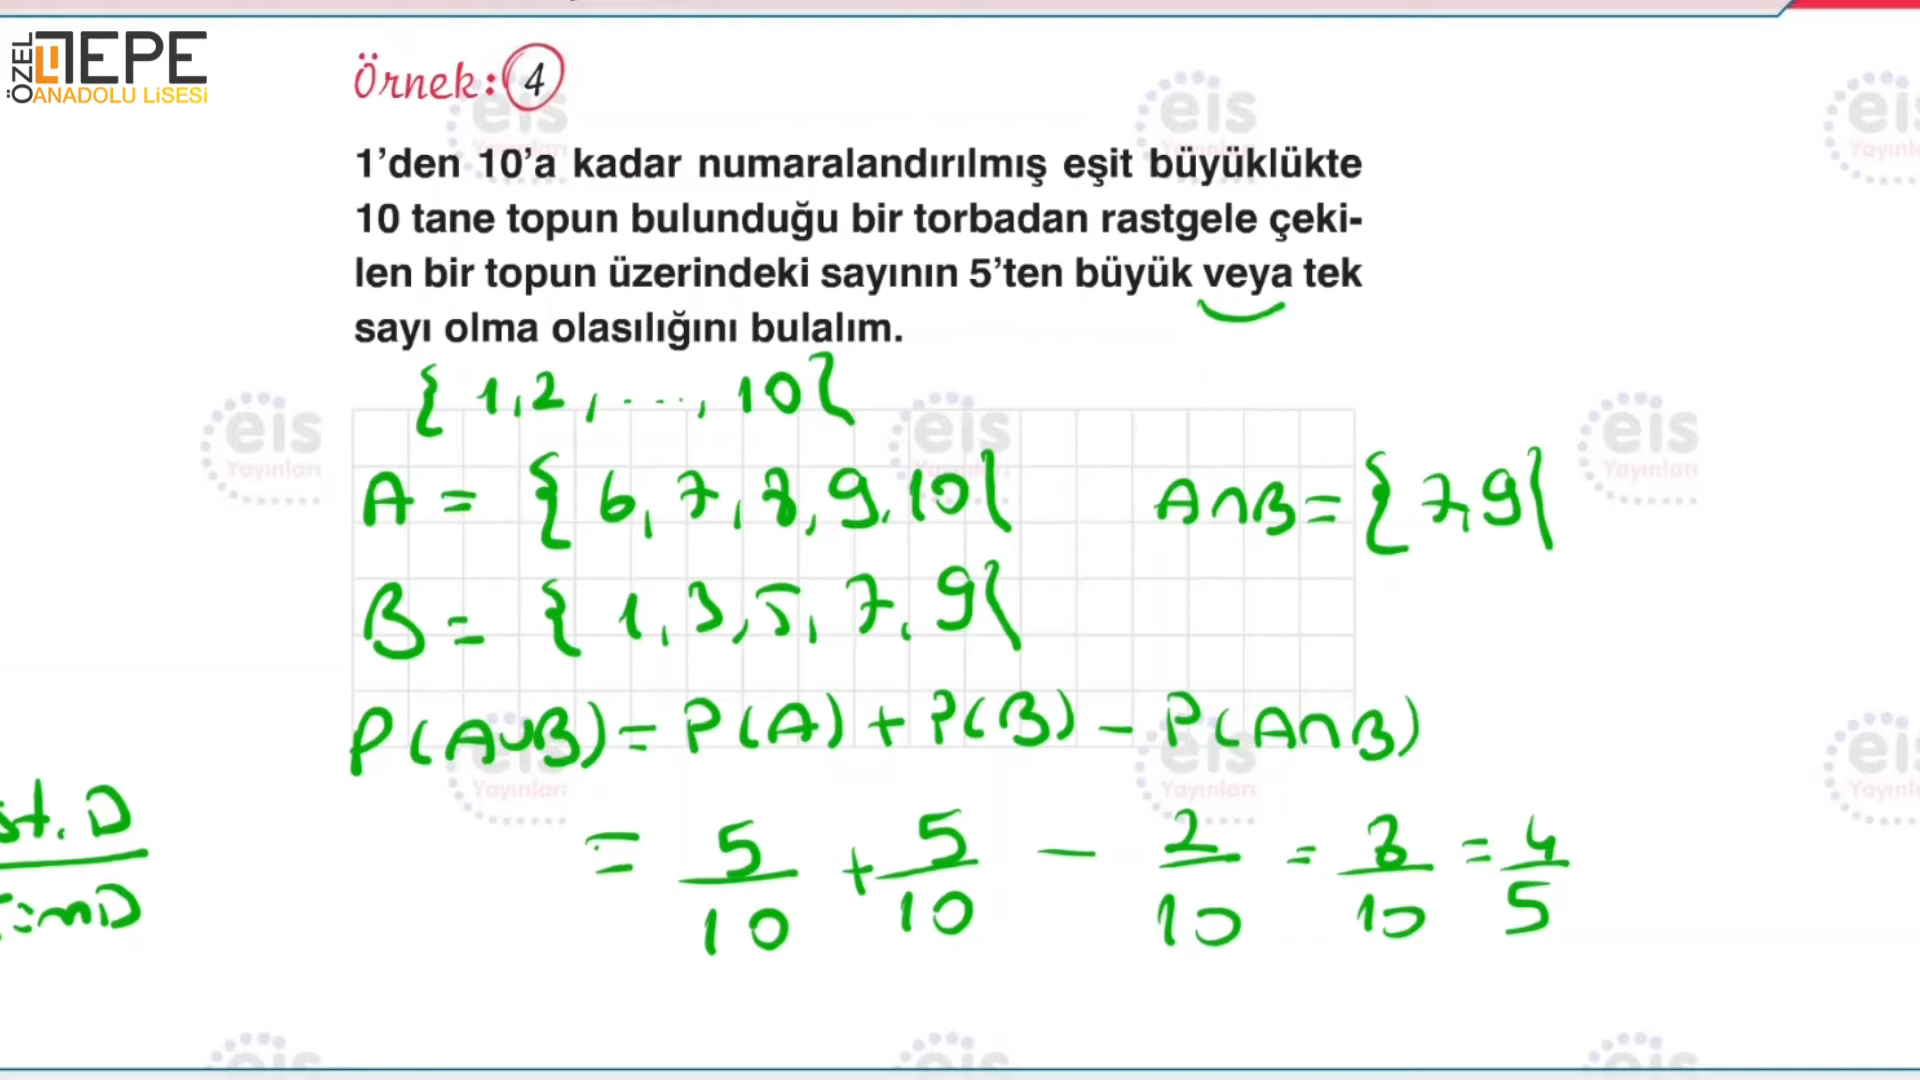 ÖZEL TEPE
ANADOLU LİSESİ
Örnek: 4
1’den 10’a kadar numaralandırılmış eşit büyüklükte
10 tane topun bulunduğu bir torbadan rastgele çeki-
len bir topun üzerindeki sayının 5’ten büyük veya tek
sayı olma olasılığını bulalım.
{ 1,2, ..., 10}
A = { 6, 7, 8, 9, 10}
A∩B = { 7, 9}
B = { 1, 3, 5, 7, 9}
P(A∪B) = P(A) + P(B) - P(A∩B)
= 5/10 + 5/10 - 2/10 = 8/10 = 4/5
st. D
eis
Yayınları